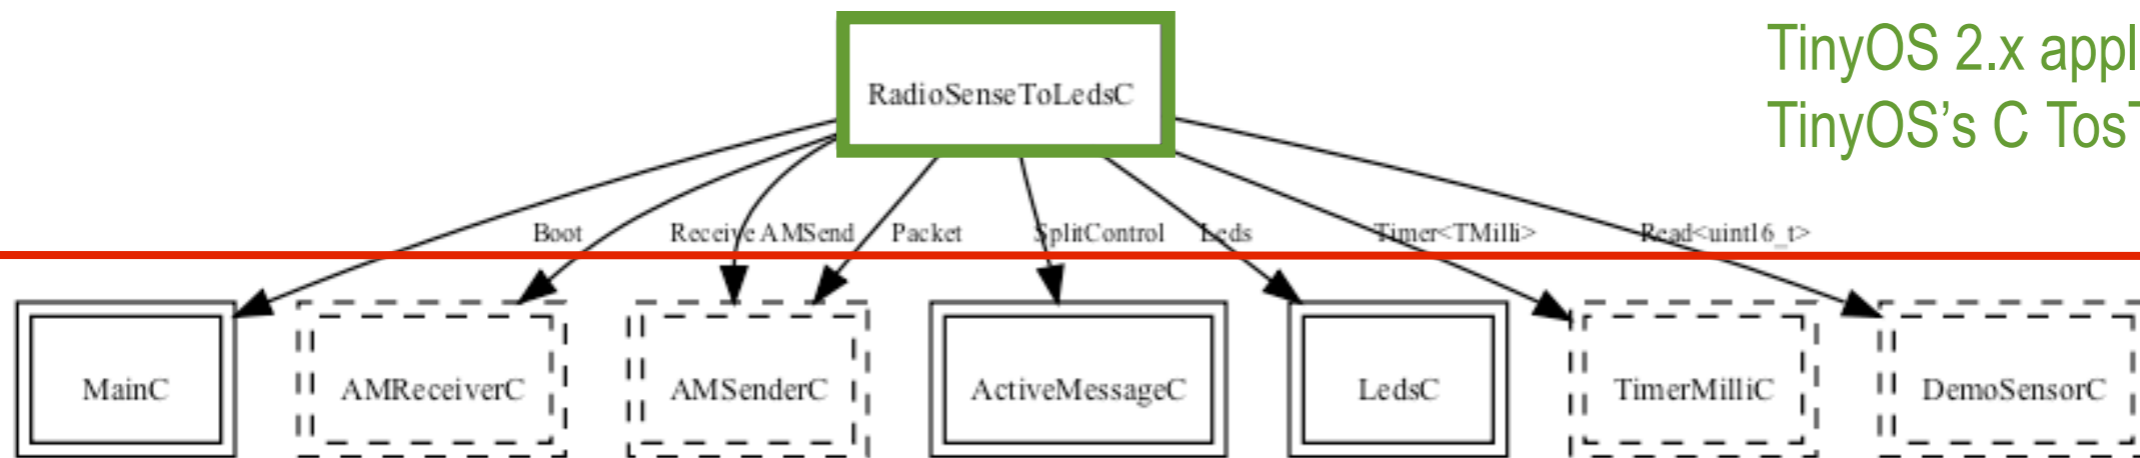 TinyOS 2.x appl
TinyOS’s C Tos
RadioSenseToLedsC
Boot
Receive
AMSend
Packet
SplitControl
Leds
Timer<TMilli>
Read<uint16_t>
MainC
AMReceiverC
AMSenderC
ActiveMessageC
LedsC
TimerMilliC
DemoSensorC